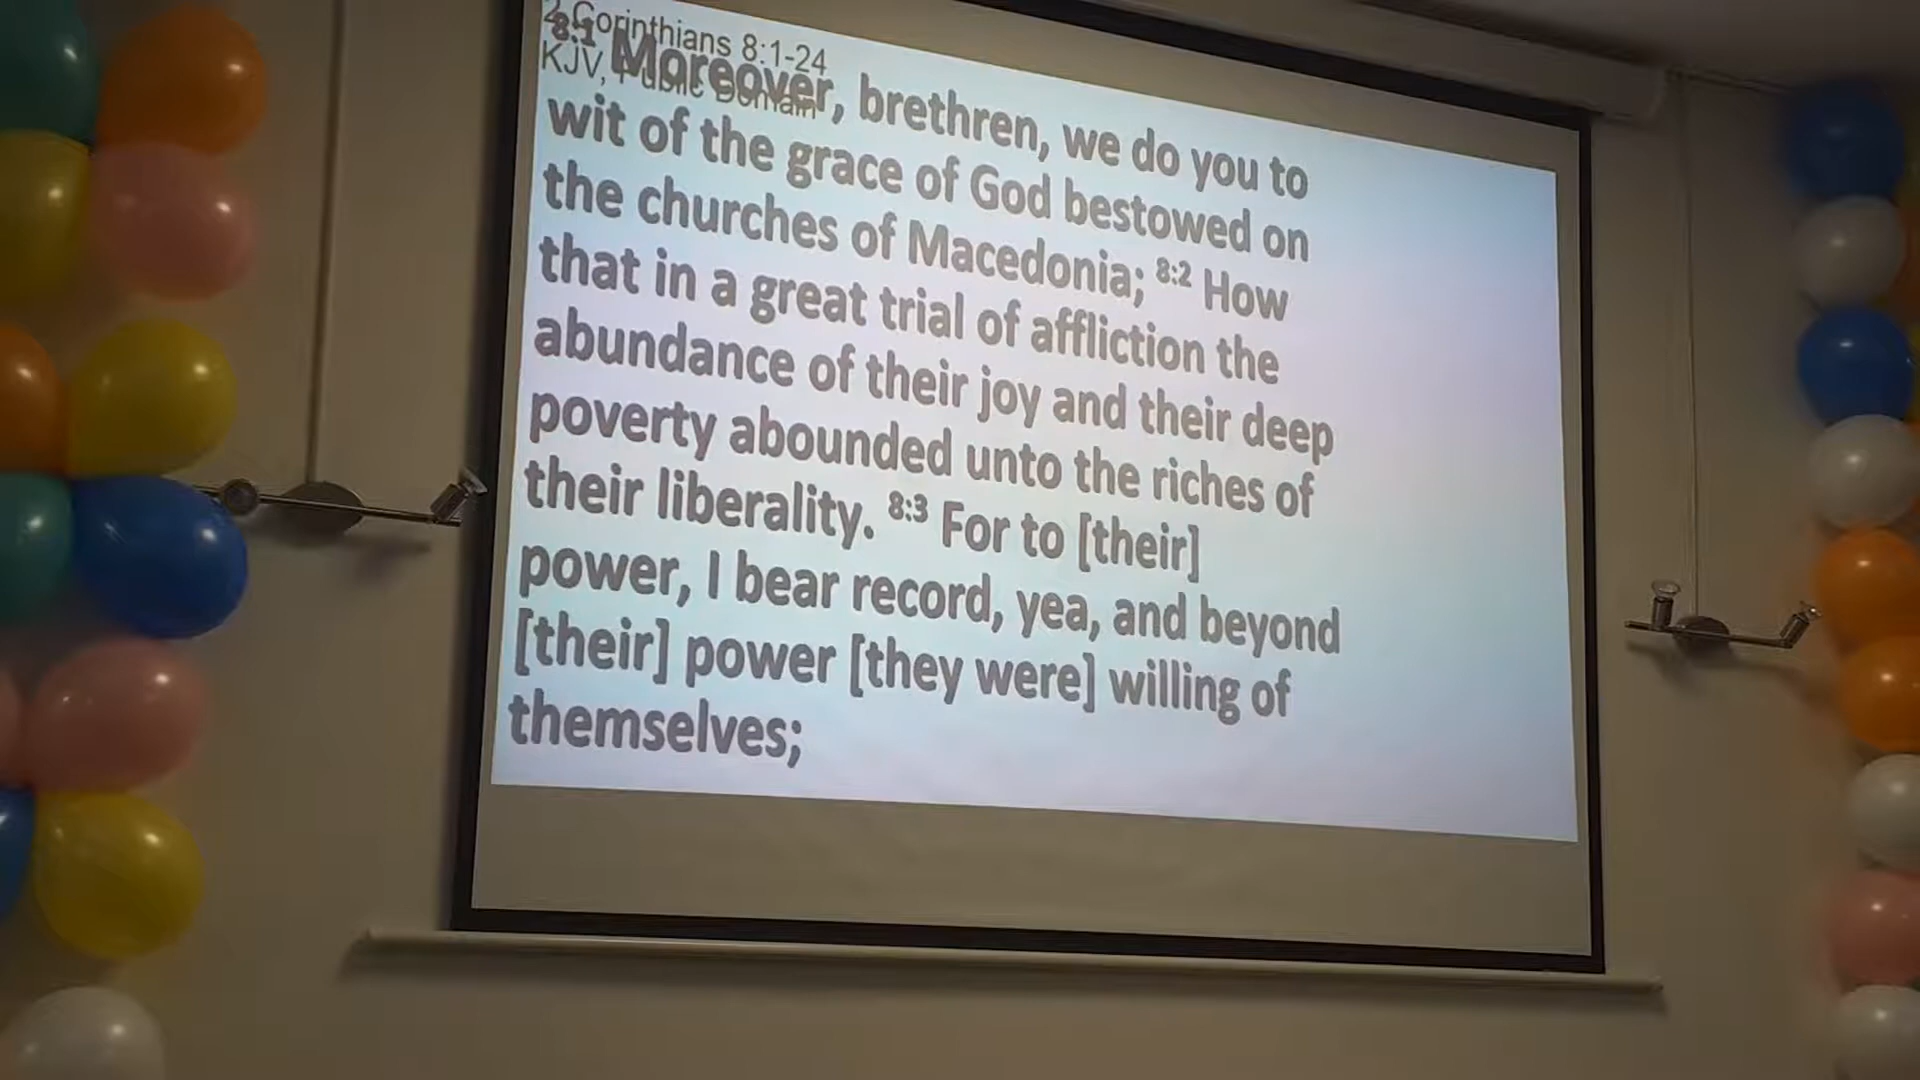 2 Corinthians 8:1-24
KJV, Public Domain
8:1 Moreover, brethren, we do you to
wit of the grace of God bestowed on
the churches of Macedonia; 8:2 How
that in a great trial of affliction the
abundance of their joy and their deep
poverty abounded unto the riches of
their liberality. 8:3 For to [their]
power, I bear record, yea, and beyond
[their] power [they were] willing of
themselves;